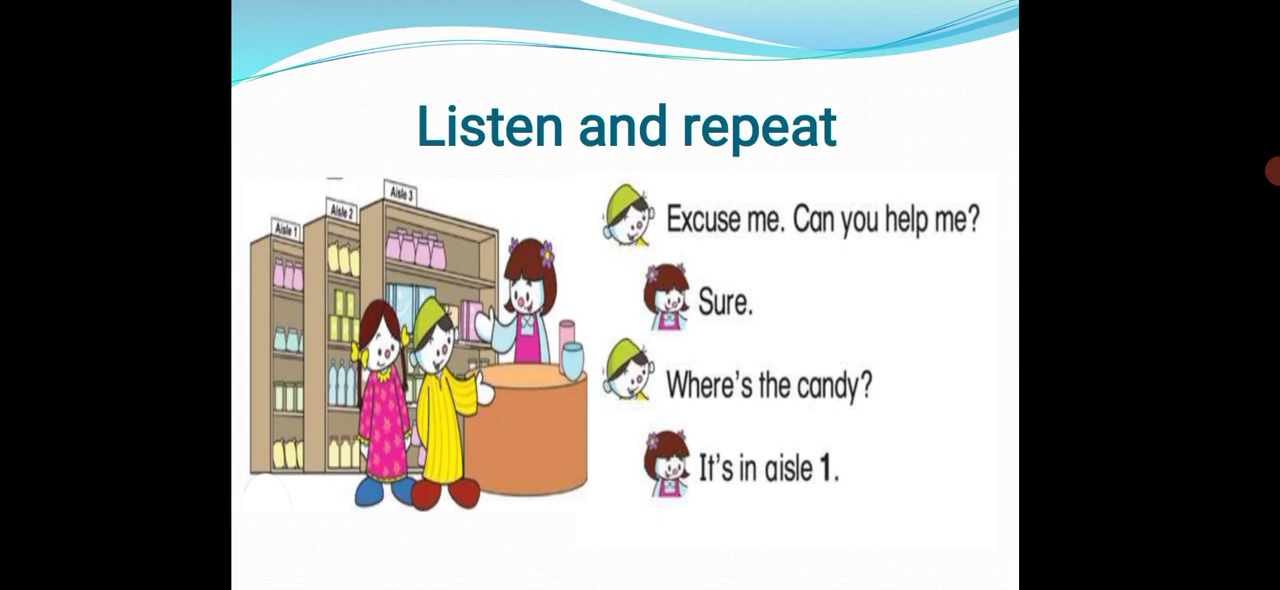 Listen and repeat
Aisle 1
Aisle 2
Aisle 3
Excuse me. Can you help me?
Sure.
Where's the candy?
It's in aisle 1.